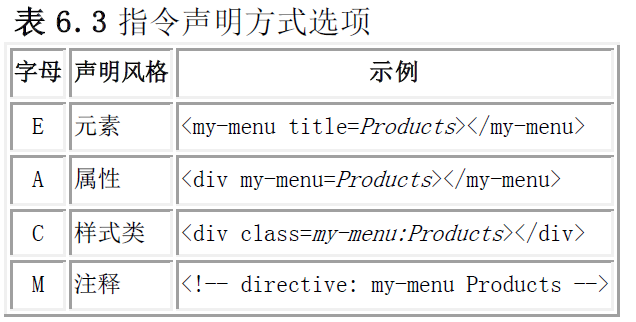 表 6.3 指令声明方式选项
字母 声明风格 示例
E 元素 <my-menu title=Products></my-menu>
A 属性 <div my-menu=Products></my-menu>
C 样式类 <div class=my-menu:Products></div>
M 注释 <!-- directive: my-menu Products -->